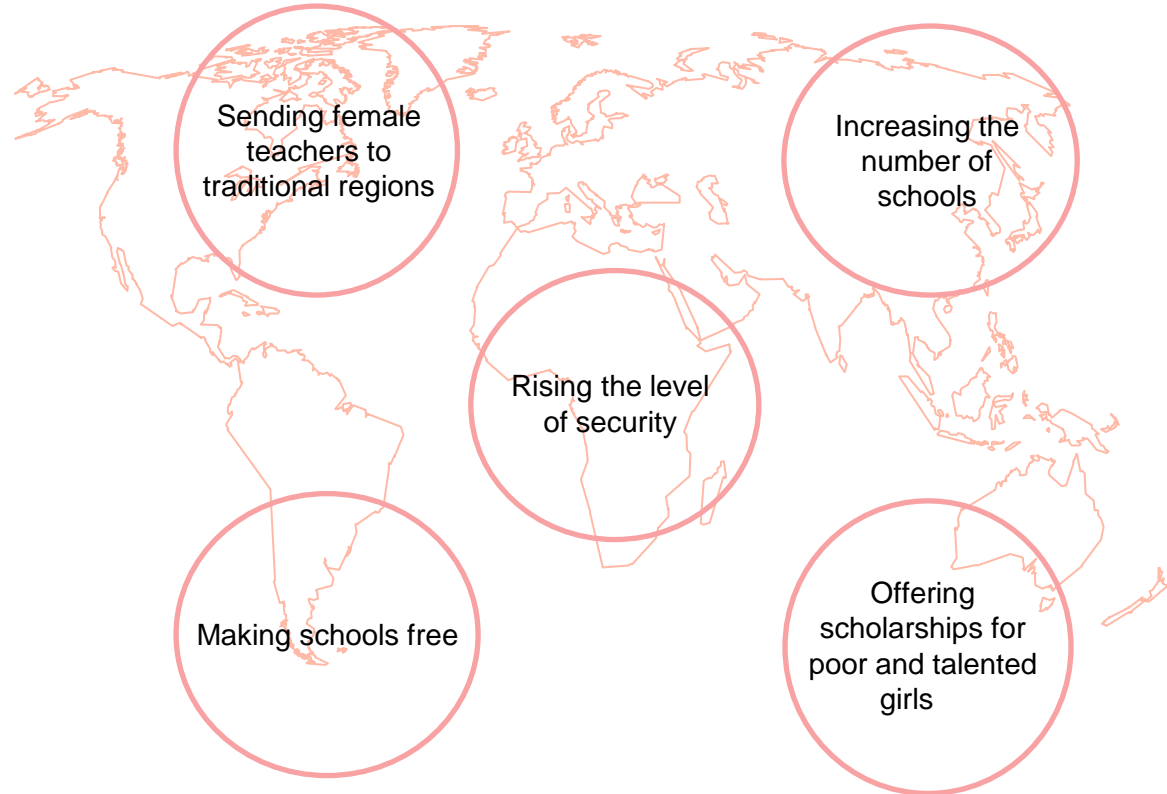 Sending female
teachers to
traditional regions
Increasing the
number of
schools
Rising the level
of security
Making schools free
Offering
scholarships for
poor and talented
girls